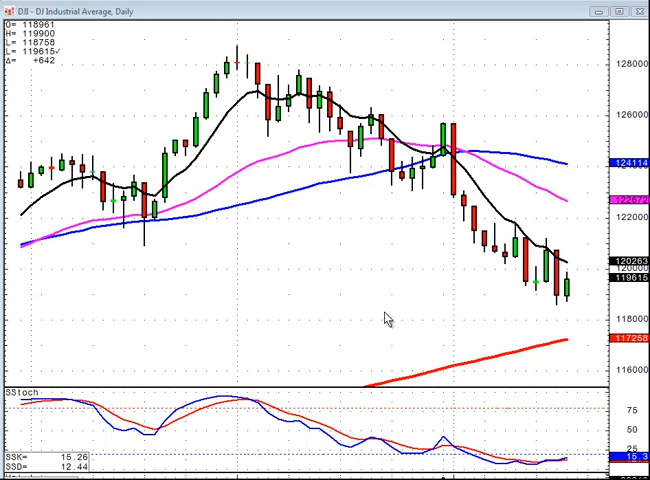 DJI - DJ Industrial Average, Daily
O= 118961
H= 119900
L= 118758
L= 119615✓
Δ= +642
128000
126000
124114
122672
122000
120263
120000
119615
118000
117258
116000
SStoch
75
50
25
15.3
SSK= 15.26
SSD= 12.44